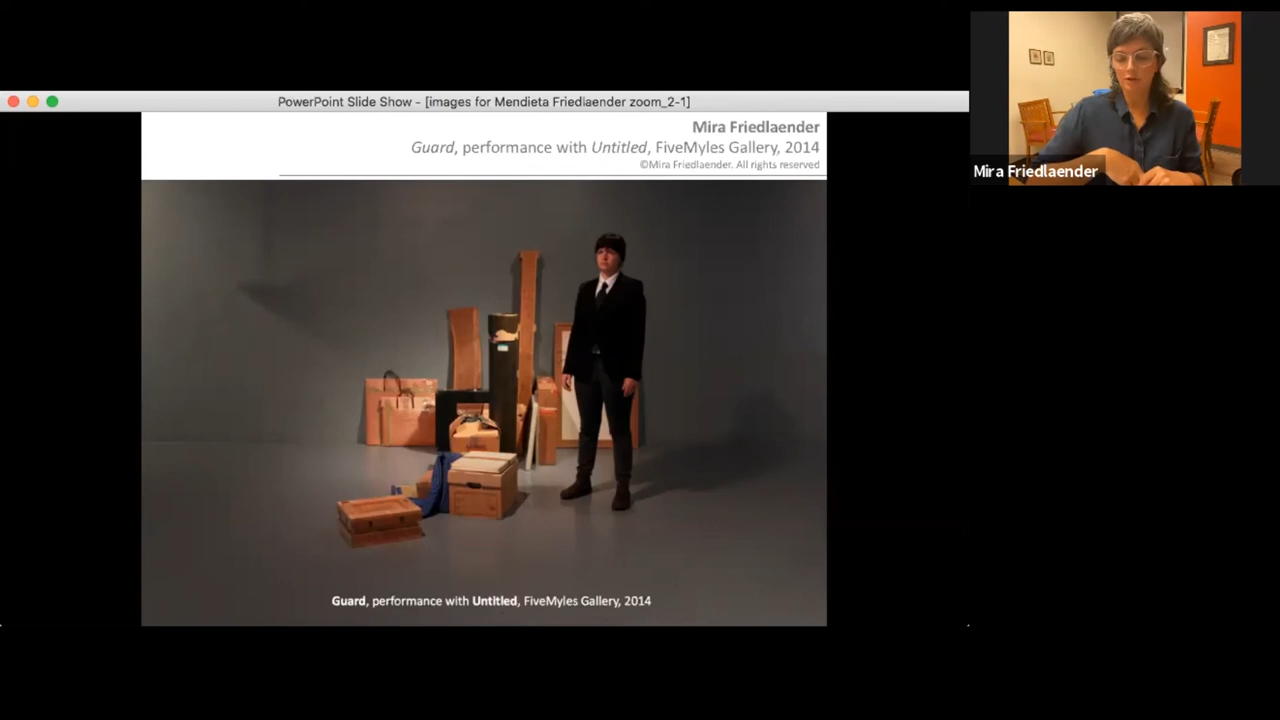 PowerPoint Slide Show - [images for Mendieta Friedlaender zoom_2-1]
Mira Friedlaender
Guard, performance with Untitled, FiveMyles Gallery, 2014
©Mira Friedlaender. All rights reserved
Guard, performance with Untitled, FiveMyles Gallery, 2014
Mira Friedlaender